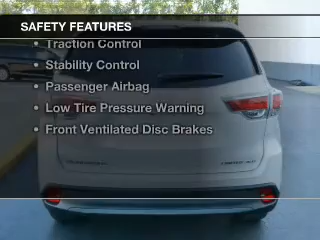 SAFETY FEATURES
• Traction Control
• Stability Control
• Passenger Airbag
• Low Tire Pressure Warning
• Front Ventilated Disc Brakes